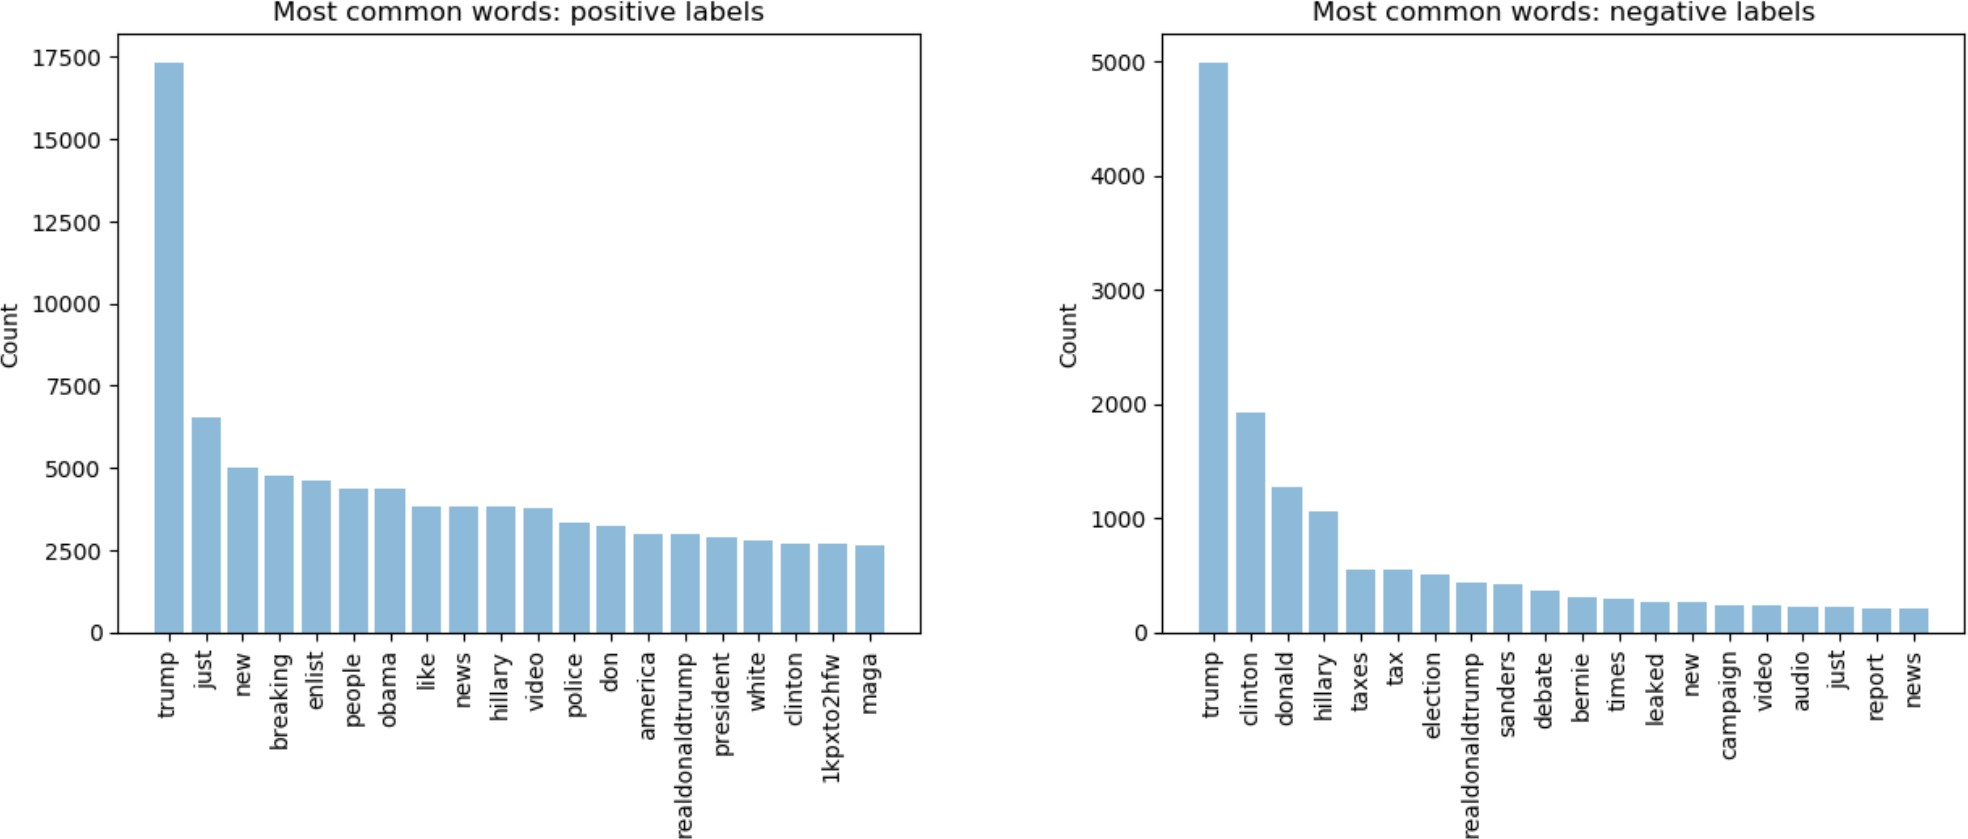 Most common words: positive labels
17500
15000
12500
10000
7500
5000
2500
0
Count
trump
just
new
breaking
enlist
people
obama
like
news
hillary
video
police
don
america
realdonaldtrump
president
white
clinton
1kpxto2hfw
maga
Most common words: negative labels
5000
4000
3000
2000
1000
0
Count
trump
clinton
donald
hillary
taxes
tax
election
realdonaldtrump
sanders
debate
bernie
times
leaked
new
campaign
video
audio
just
report
news